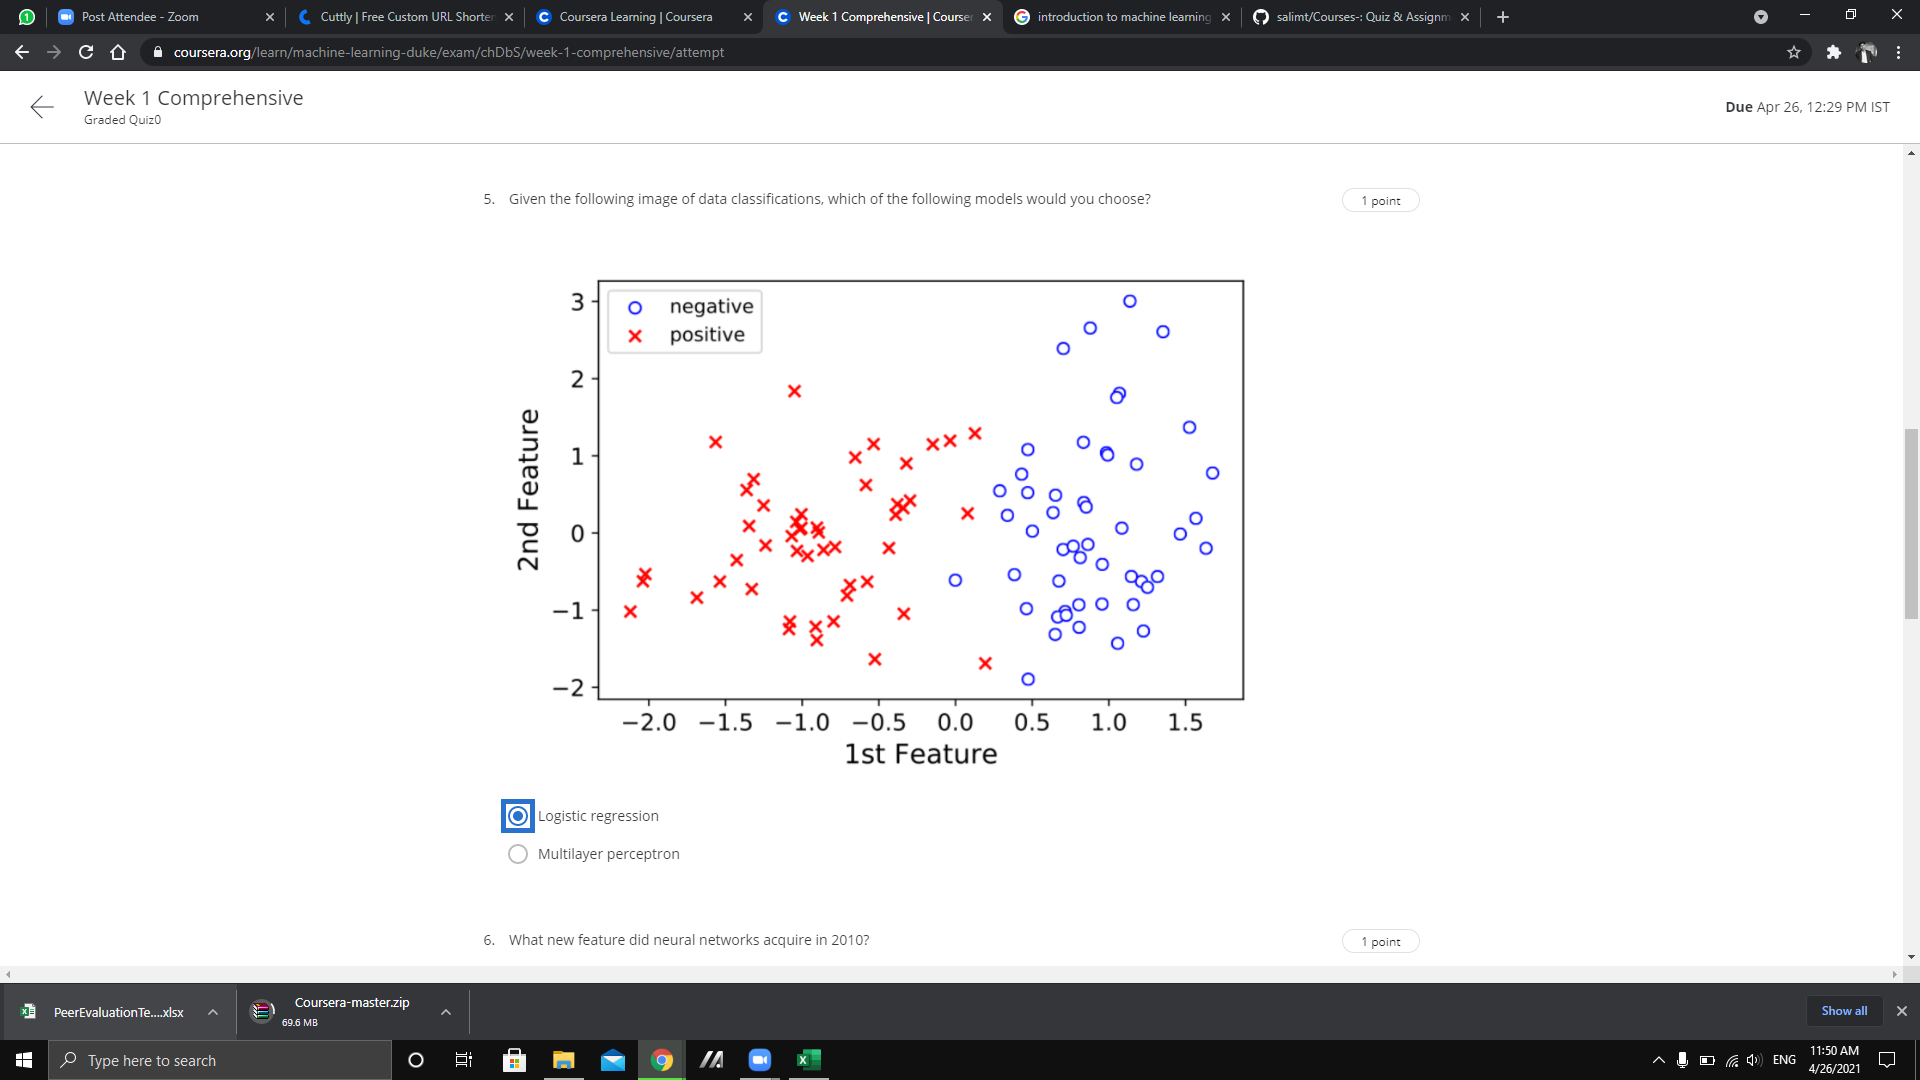 1
Post Attendee - Zoom
Cuttly | Free Custom URL Shorten
Coursera Learning | Coursera
Week 1 Comprehensive | Courser
introduction to machine learning
salimt/Courses-: Quiz & Assignm
coursera.org/learn/machine-learning-duke/exam/chDbS/week-1-comprehensive/attempt
Week 1 Comprehensive
Graded Quiz0
Due Apr 26, 12:29 PM IST
5. Given the following image of data classifications, which of the following models would you choose?
1 point
negative
positive
3
2
1
0
−1
−2
2nd Feature
−2.0 −1.5 −1.0 −0.5 0.0 0.5 1.0 1.5
1st Feature
Logistic regression
Multilayer perceptron
6. What new feature did neural networks acquire in 2010?
1 point
PeerEvaluationTe....xlsx
Coursera-master.zip
69.6 MB
Show all
Type here to search
ENG
11:50 AM
4/26/2021